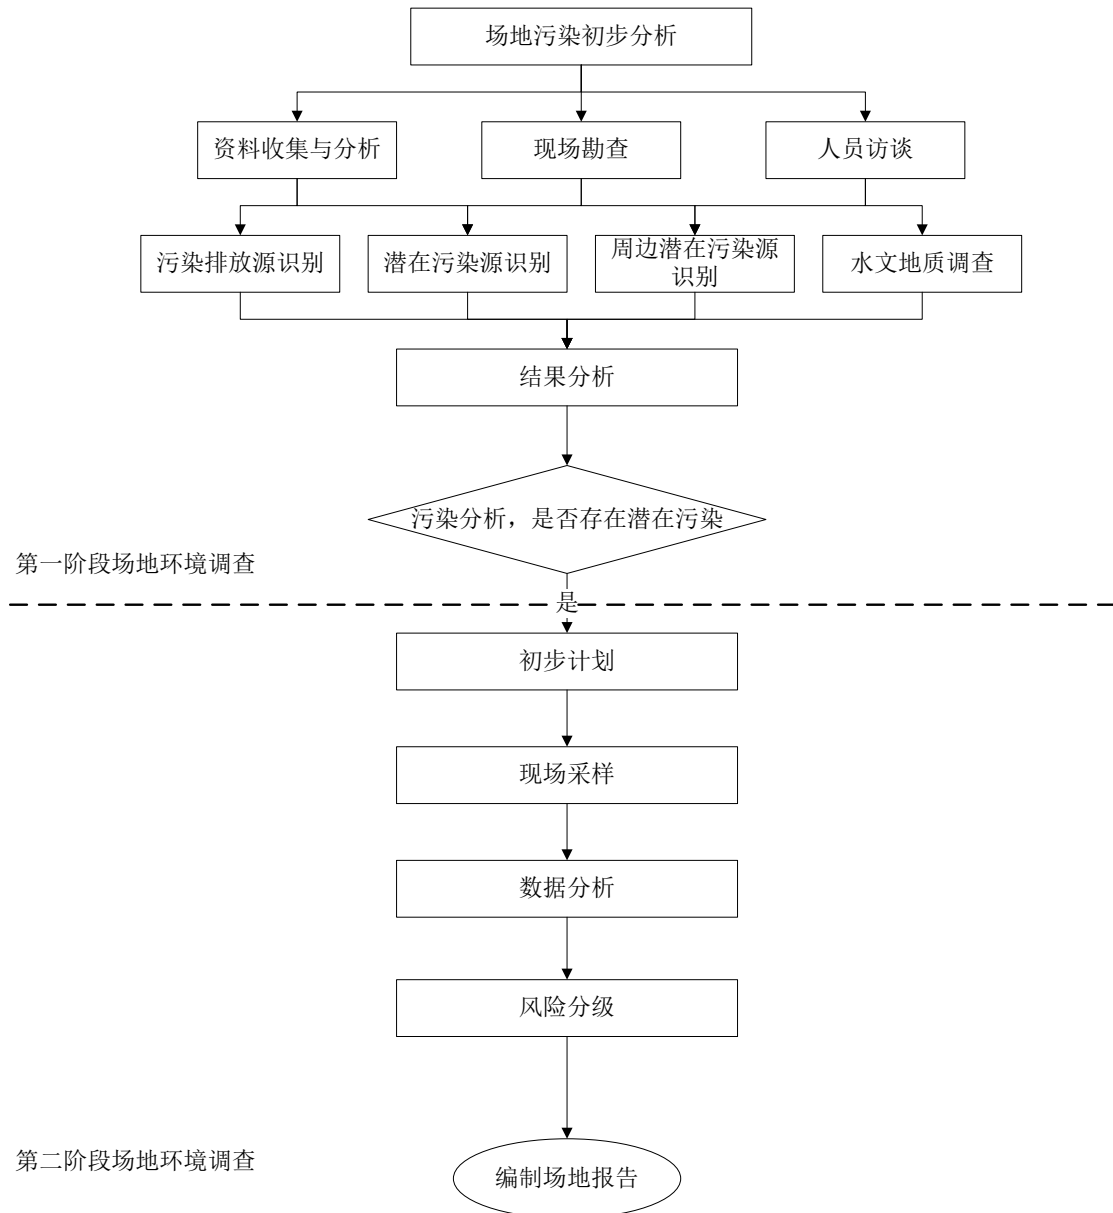 场地污染初步分析
资料收集与分析
现场勘查
人员访谈
污染排放源识别
潜在污染源识别
周边潜在污染源
识别
水文地质调查
结果分析
污染分析，是否存在潜在污染
第一阶段场地环境调查
是
初步计划
现场采样
数据分析
风险分级
第二阶段场地环境调查
编制场地报告